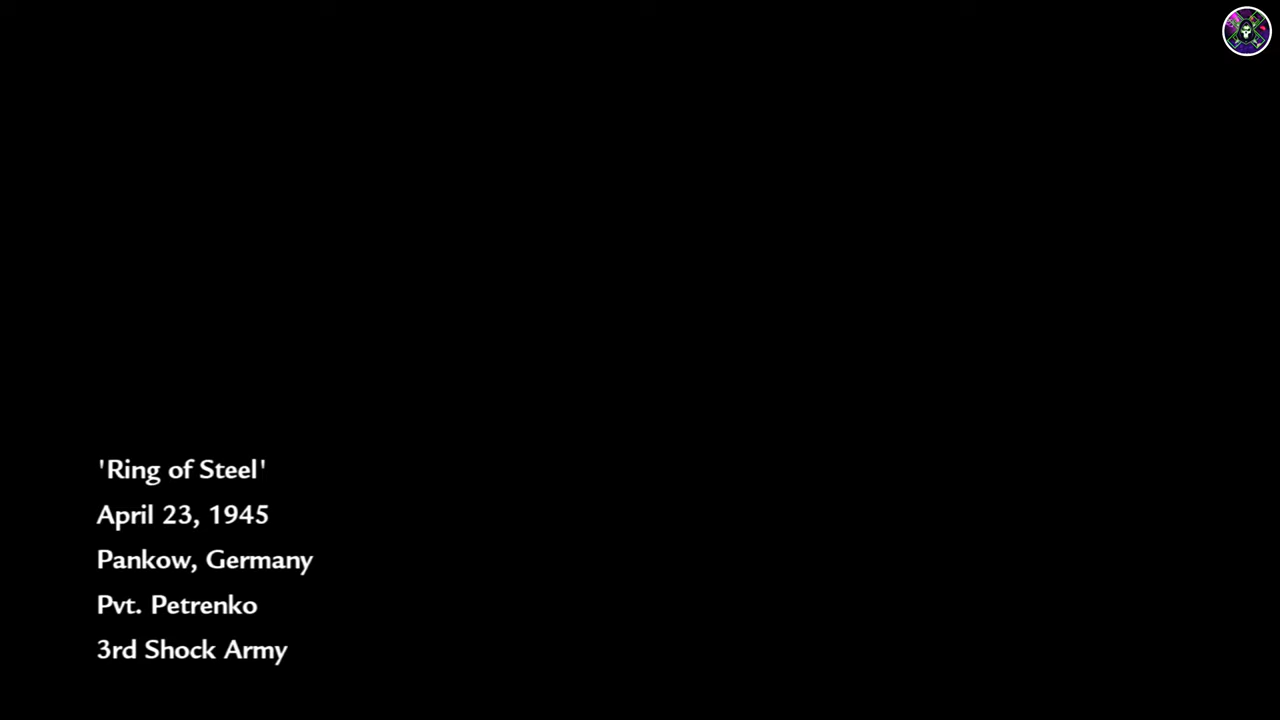 'Ring of Steel'
April 23, 1945
Pankow, Germany
Pvt. Petrenko
3rd Shock Army